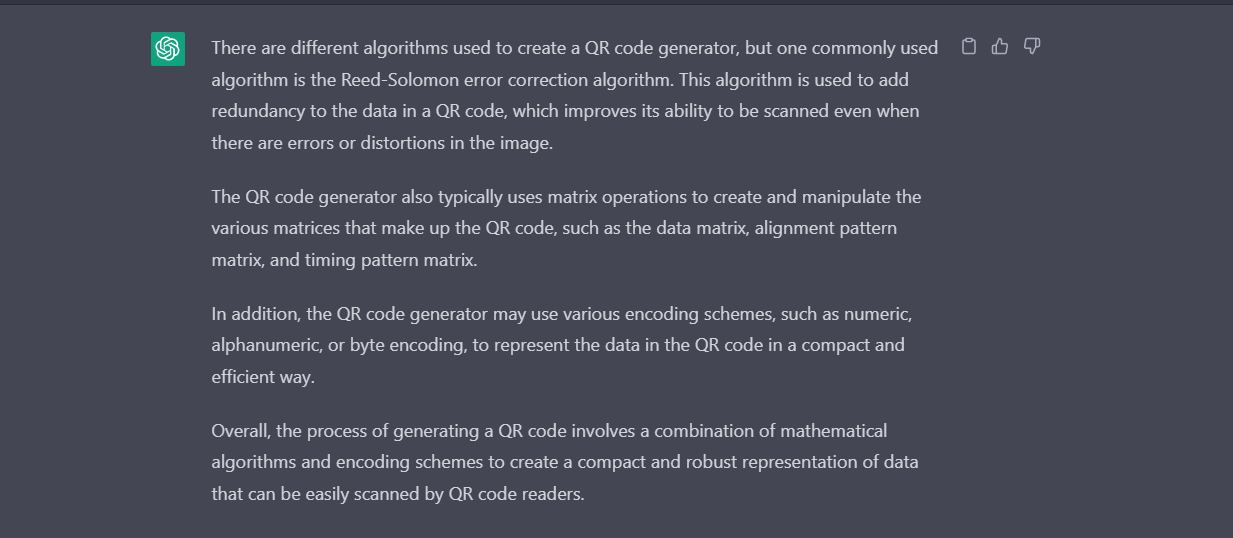 There are different algorithms used to create a QR code generator, but one commonly used
algorithm is the Reed-Solomon error correction algorithm. This algorithm is used to add
redundancy to the data in a QR code, which improves its ability to be scanned even when
there are errors or distortions in the image.
The QR code generator also typically uses matrix operations to create and manipulate the
various matrices that make up the QR code, such as the data matrix, alignment pattern
matrix, and timing pattern matrix.
In addition, the QR code generator may use various encoding schemes, such as numeric,
alphanumeric, or byte encoding, to represent the data in the QR code in a compact and
efficient way.
Overall, the process of generating a QR code involves a combination of mathematical
algorithms and encoding schemes to create a compact and robust representation of data
that can be easily scanned by QR code readers.